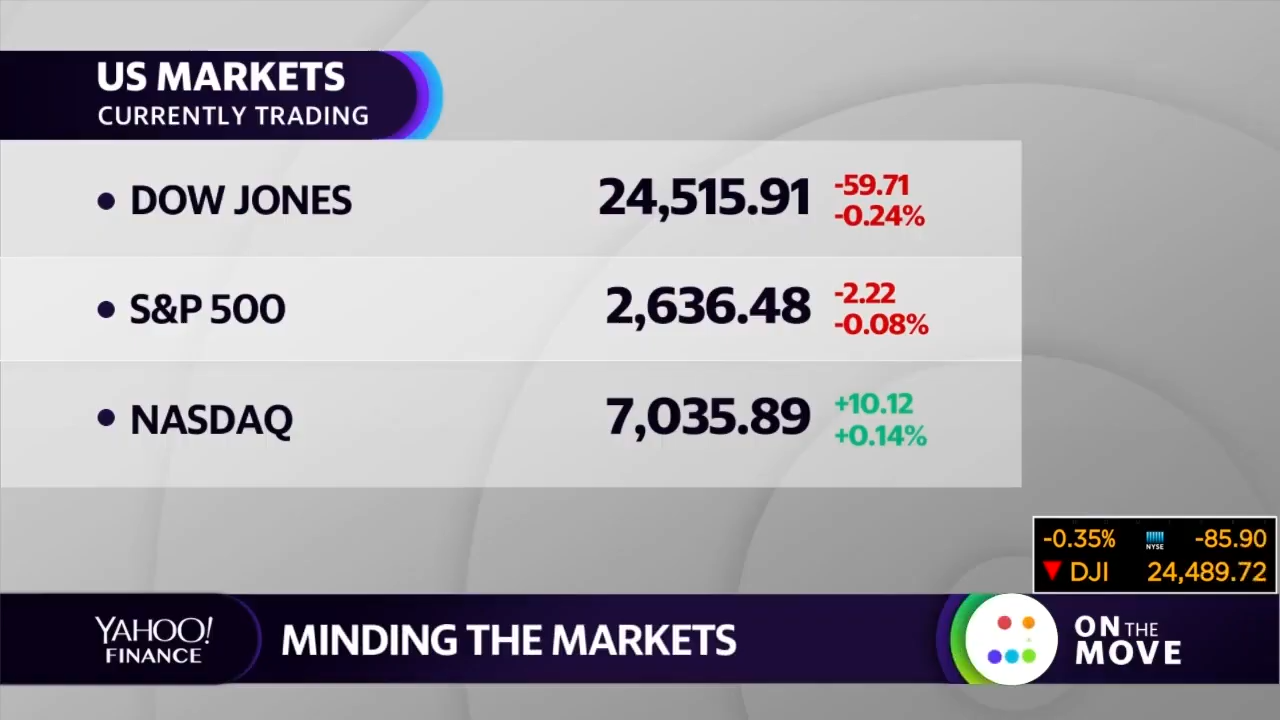 US MARKETS
CURRENTLY TRADING
• DOW JONES 24,515.91 -59.71
-0.24%
• S&P 500 2,636.48 -2.22
-0.08%
• NASDAQ 7,035.89 +10.12
+0.14%
-0.35% NYSE -85.90
▼ DJI 24,489.72
YAHOO!
FINANCE
MINDING THE MARKETS
ON THE
MOVE